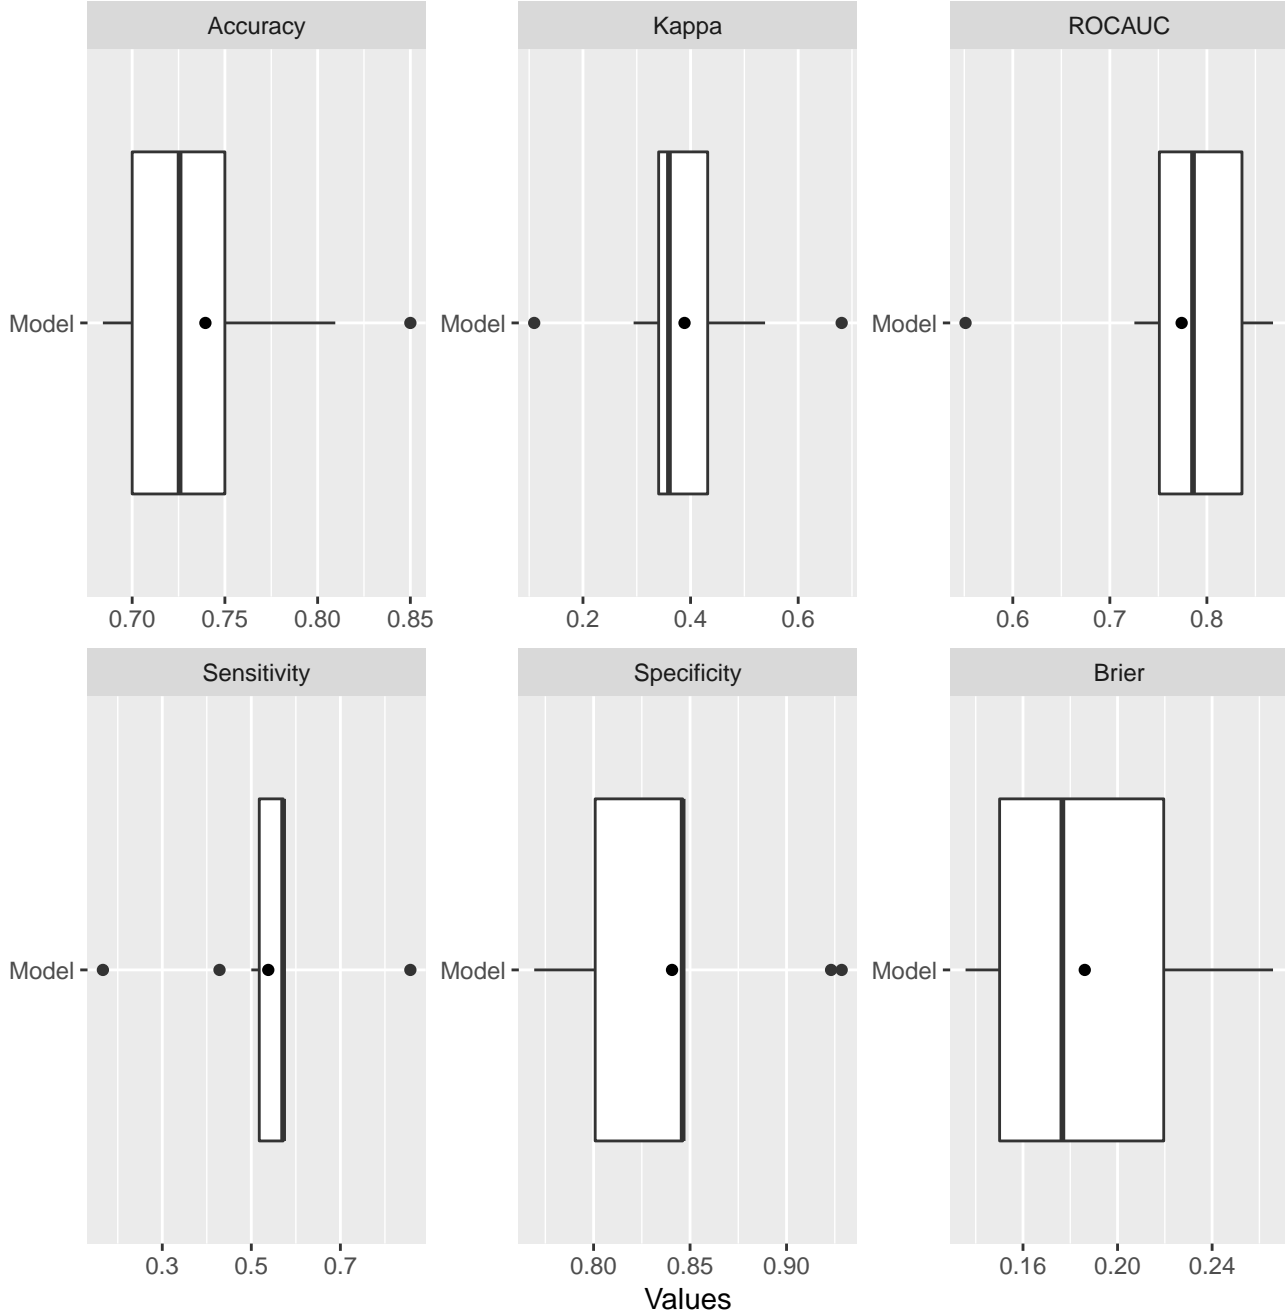 Accuracy Kappa ROCAUC
Model Model Model
0.70 0.75 0.80 0.85 0.2 0.4 0.6 0.6 0.7 0.8
Sensitivity Specificity Brier
Model Model Model
0.3 0.5 0.7 0.80 0.85 0.90 0.16 0.20 0.24
Values